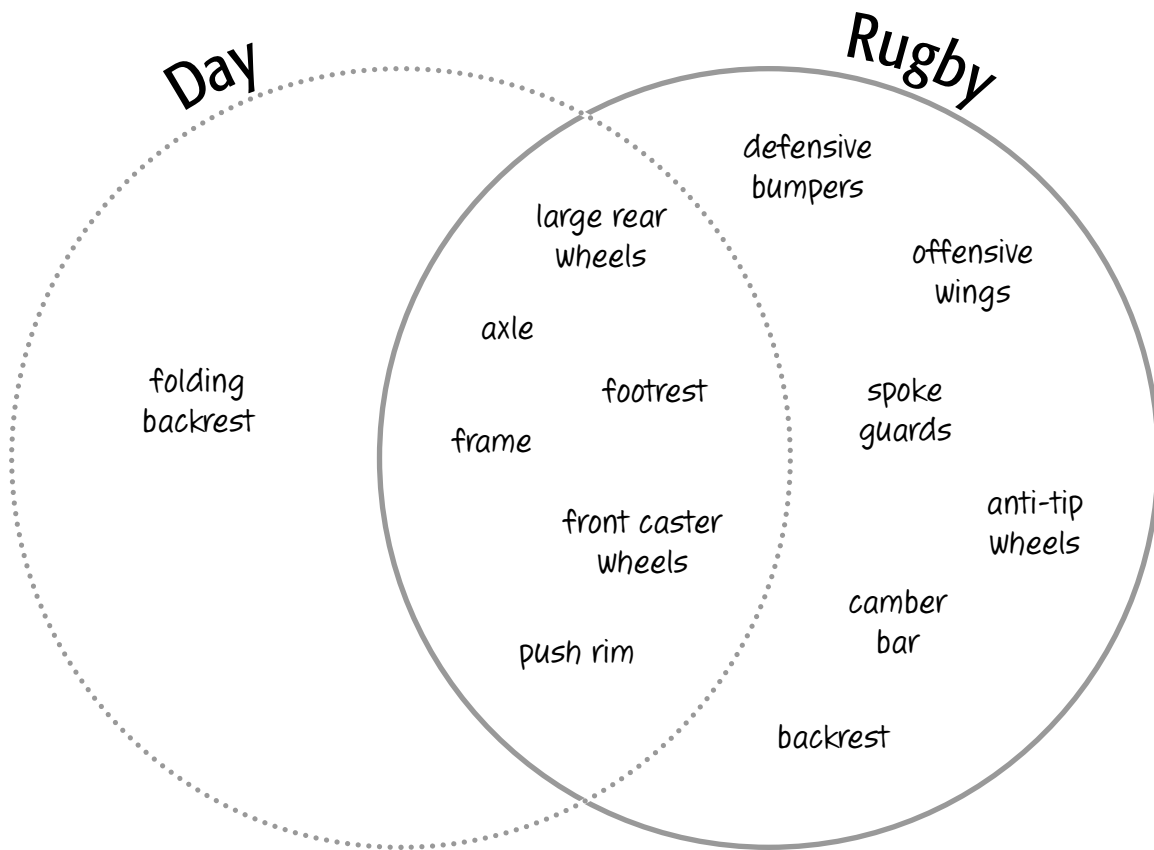 Day
Rugby
folding
backrest
large rear
wheels
axle
footrest
frame
front caster
wheels
push rim
defensive
bumpers
offensive
wings
spoke
guards
anti-tip
wheels
camber
bar
backrest